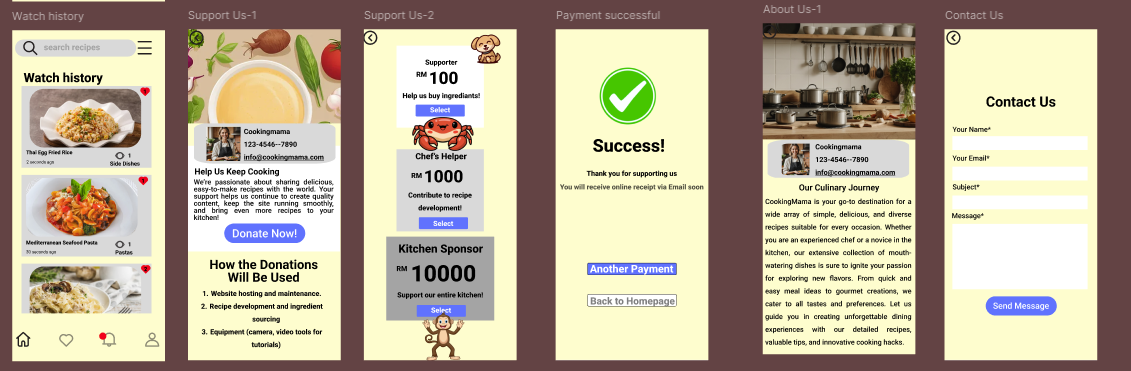 Watch history
search recipes
Watch history
Thai Egg Fried Rice
2 seconds ago
1
Side Dishes
Mediterranean Seafood Pasta
30 seconds ago
1
Pastas
Support Us-1
Cookingmama
123-4546--7890
info@cookingmama.com
Help Us Keep Cooking
We're passionate about sharing delicious,
easy-to-make recipes with the world. Your
support helps us continue to create quality
content, keep the site running smoothly,
and bring even more recipes to your
kitchen!
Donate Now!
How the Donations
Will Be Used
1. Website hosting and maintenance.
2. Recipe development and ingredient
sourcing
3. Equipment (camera, video tools for
tutorials)
Support Us-2
Supporter
RM 100
Help us buy ingrediants!
Select
Chef's Helper
RM 1000
Contribute to recipe
development!
Select
Kitchen Sponsor
RM 10000
Support our entire kitchen!
Select
Payment successful
Success!
Thank you for supporting us
You will receive online receipt via Email soon
Another Payment
Back to Homepage
About Us-1
Cookingmama
123-4546--7890
info@cookingmama.com
Our Culinary Journey
CookingMama is your go-to destination for a
wide array of simple, delicious, and diverse
recipes suitable for every occasion. Whether
you are an experienced chef or a novice in the
kitchen, our extensive collection of mouth-
watering dishes is sure to ignite your passion
for exploring new flavors. From quick and
easy meal ideas to gourmet creations, we
cater to all tastes and preferences. Let us
guide you in creating unforgettable dining
experiences with our detailed recipes,
valuable tips, and innovative cooking hacks.
Contact Us
Contact Us
Your Name*
Your Email*
Subject*
Message*
Send Message